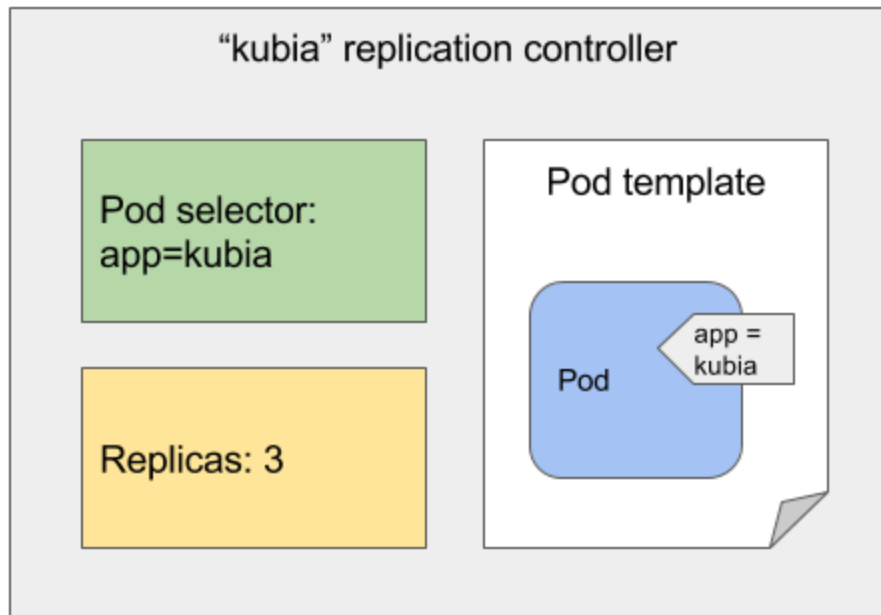 “kubia” replication controller
Pod selector:
app=kubia
Replicas: 3
Pod template
Pod
app =
kubia